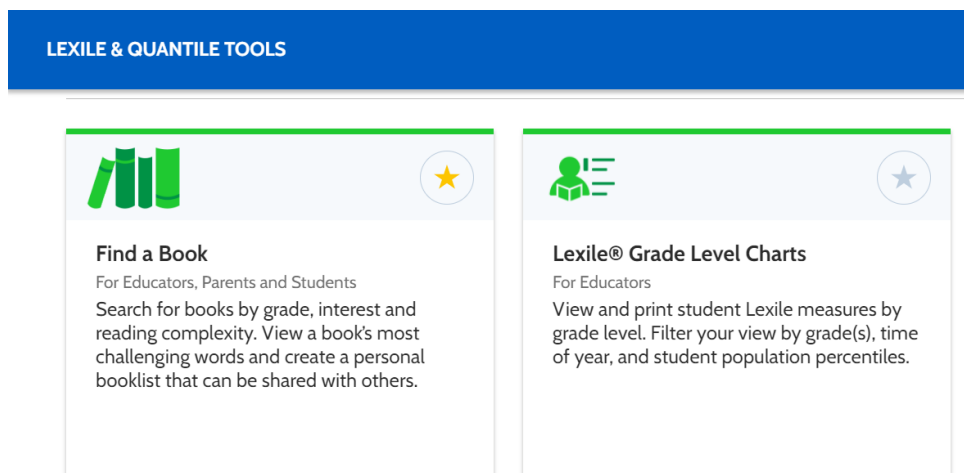 LEXILE & QUANTILE TOOLS
Find a Book
For Educators, Parents and Students
Search for books by grade, interest and
reading complexity. View a book's most
challenging words and create a personal
booklist that can be shared with others.
Lexile® Grade Level Charts
For Educators
View and print student Lexile measures by
grade level. Filter your view by grade(s), time
of year, and student population percentiles.